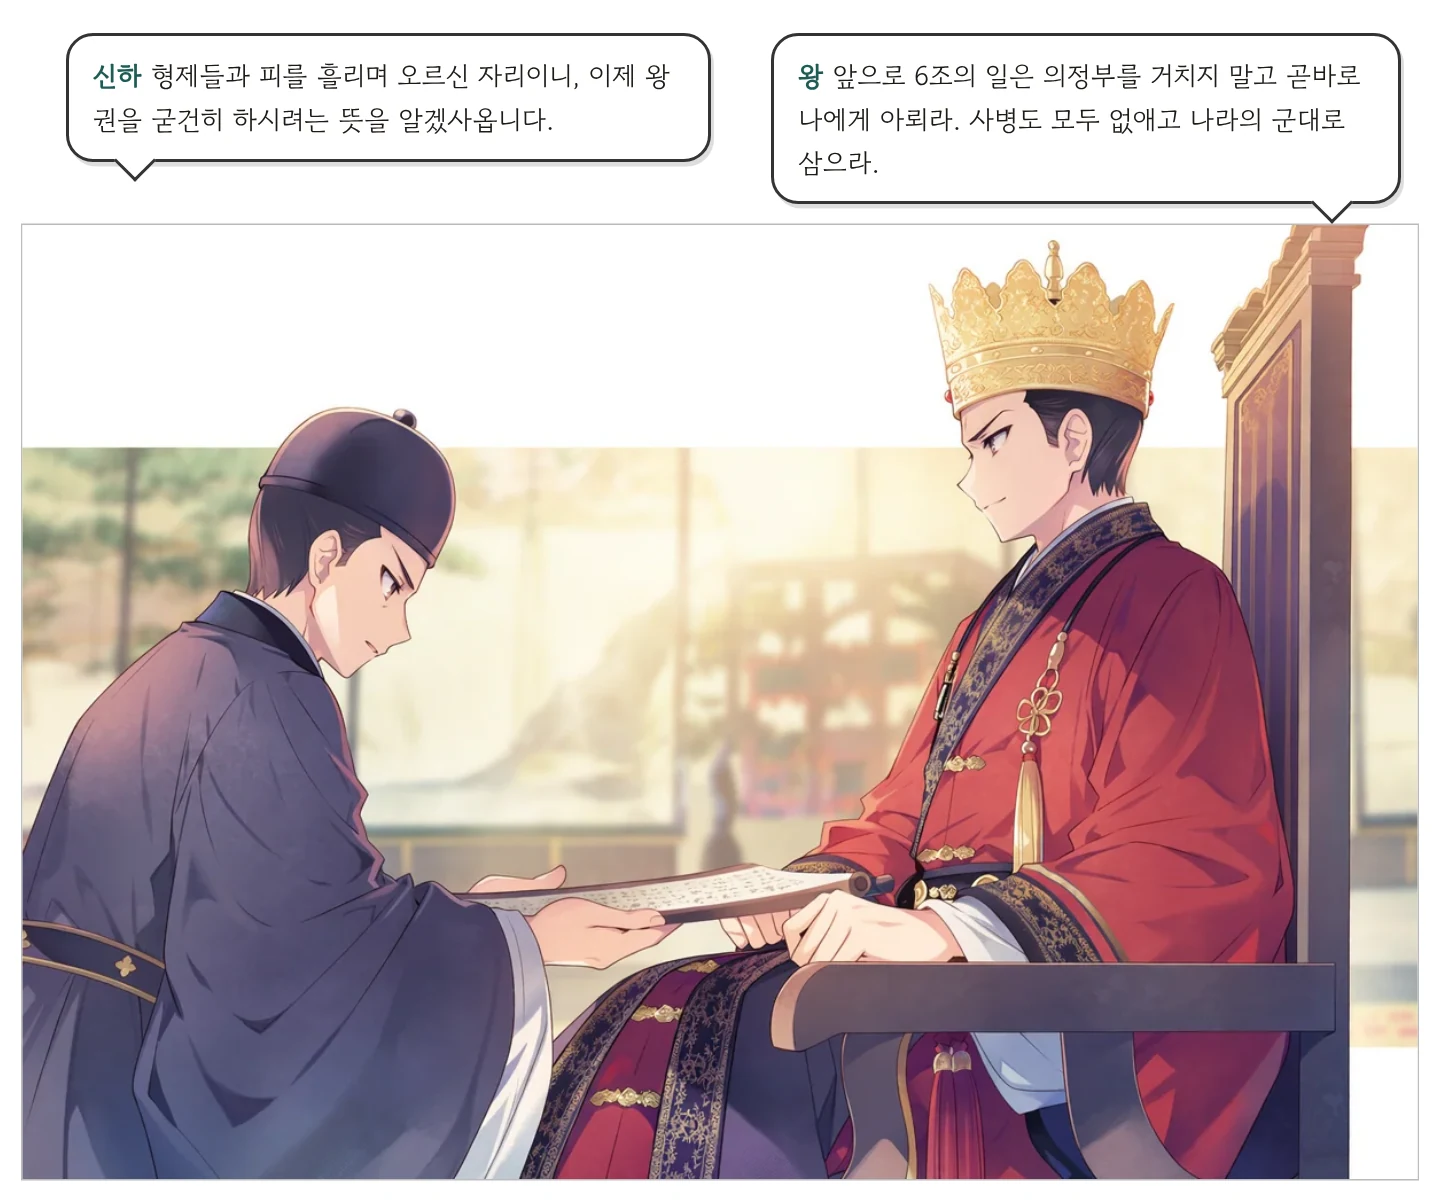 신하 형제들과 피를 흘리며 오르신 자리이니, 이제 왕
권을 굳건히 하시려는 뜻을 알겠사옵니다.
왕 앞으로 6조의 일은 의정부를 거치지 말고 곧바로
나에게 아뢰라. 사병도 모두 없애고 나라의 군대로
삼으라.